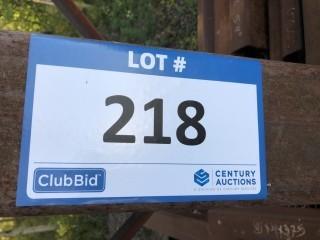 LOT #
218
ClubBid
CENTURY
AUCTIONS